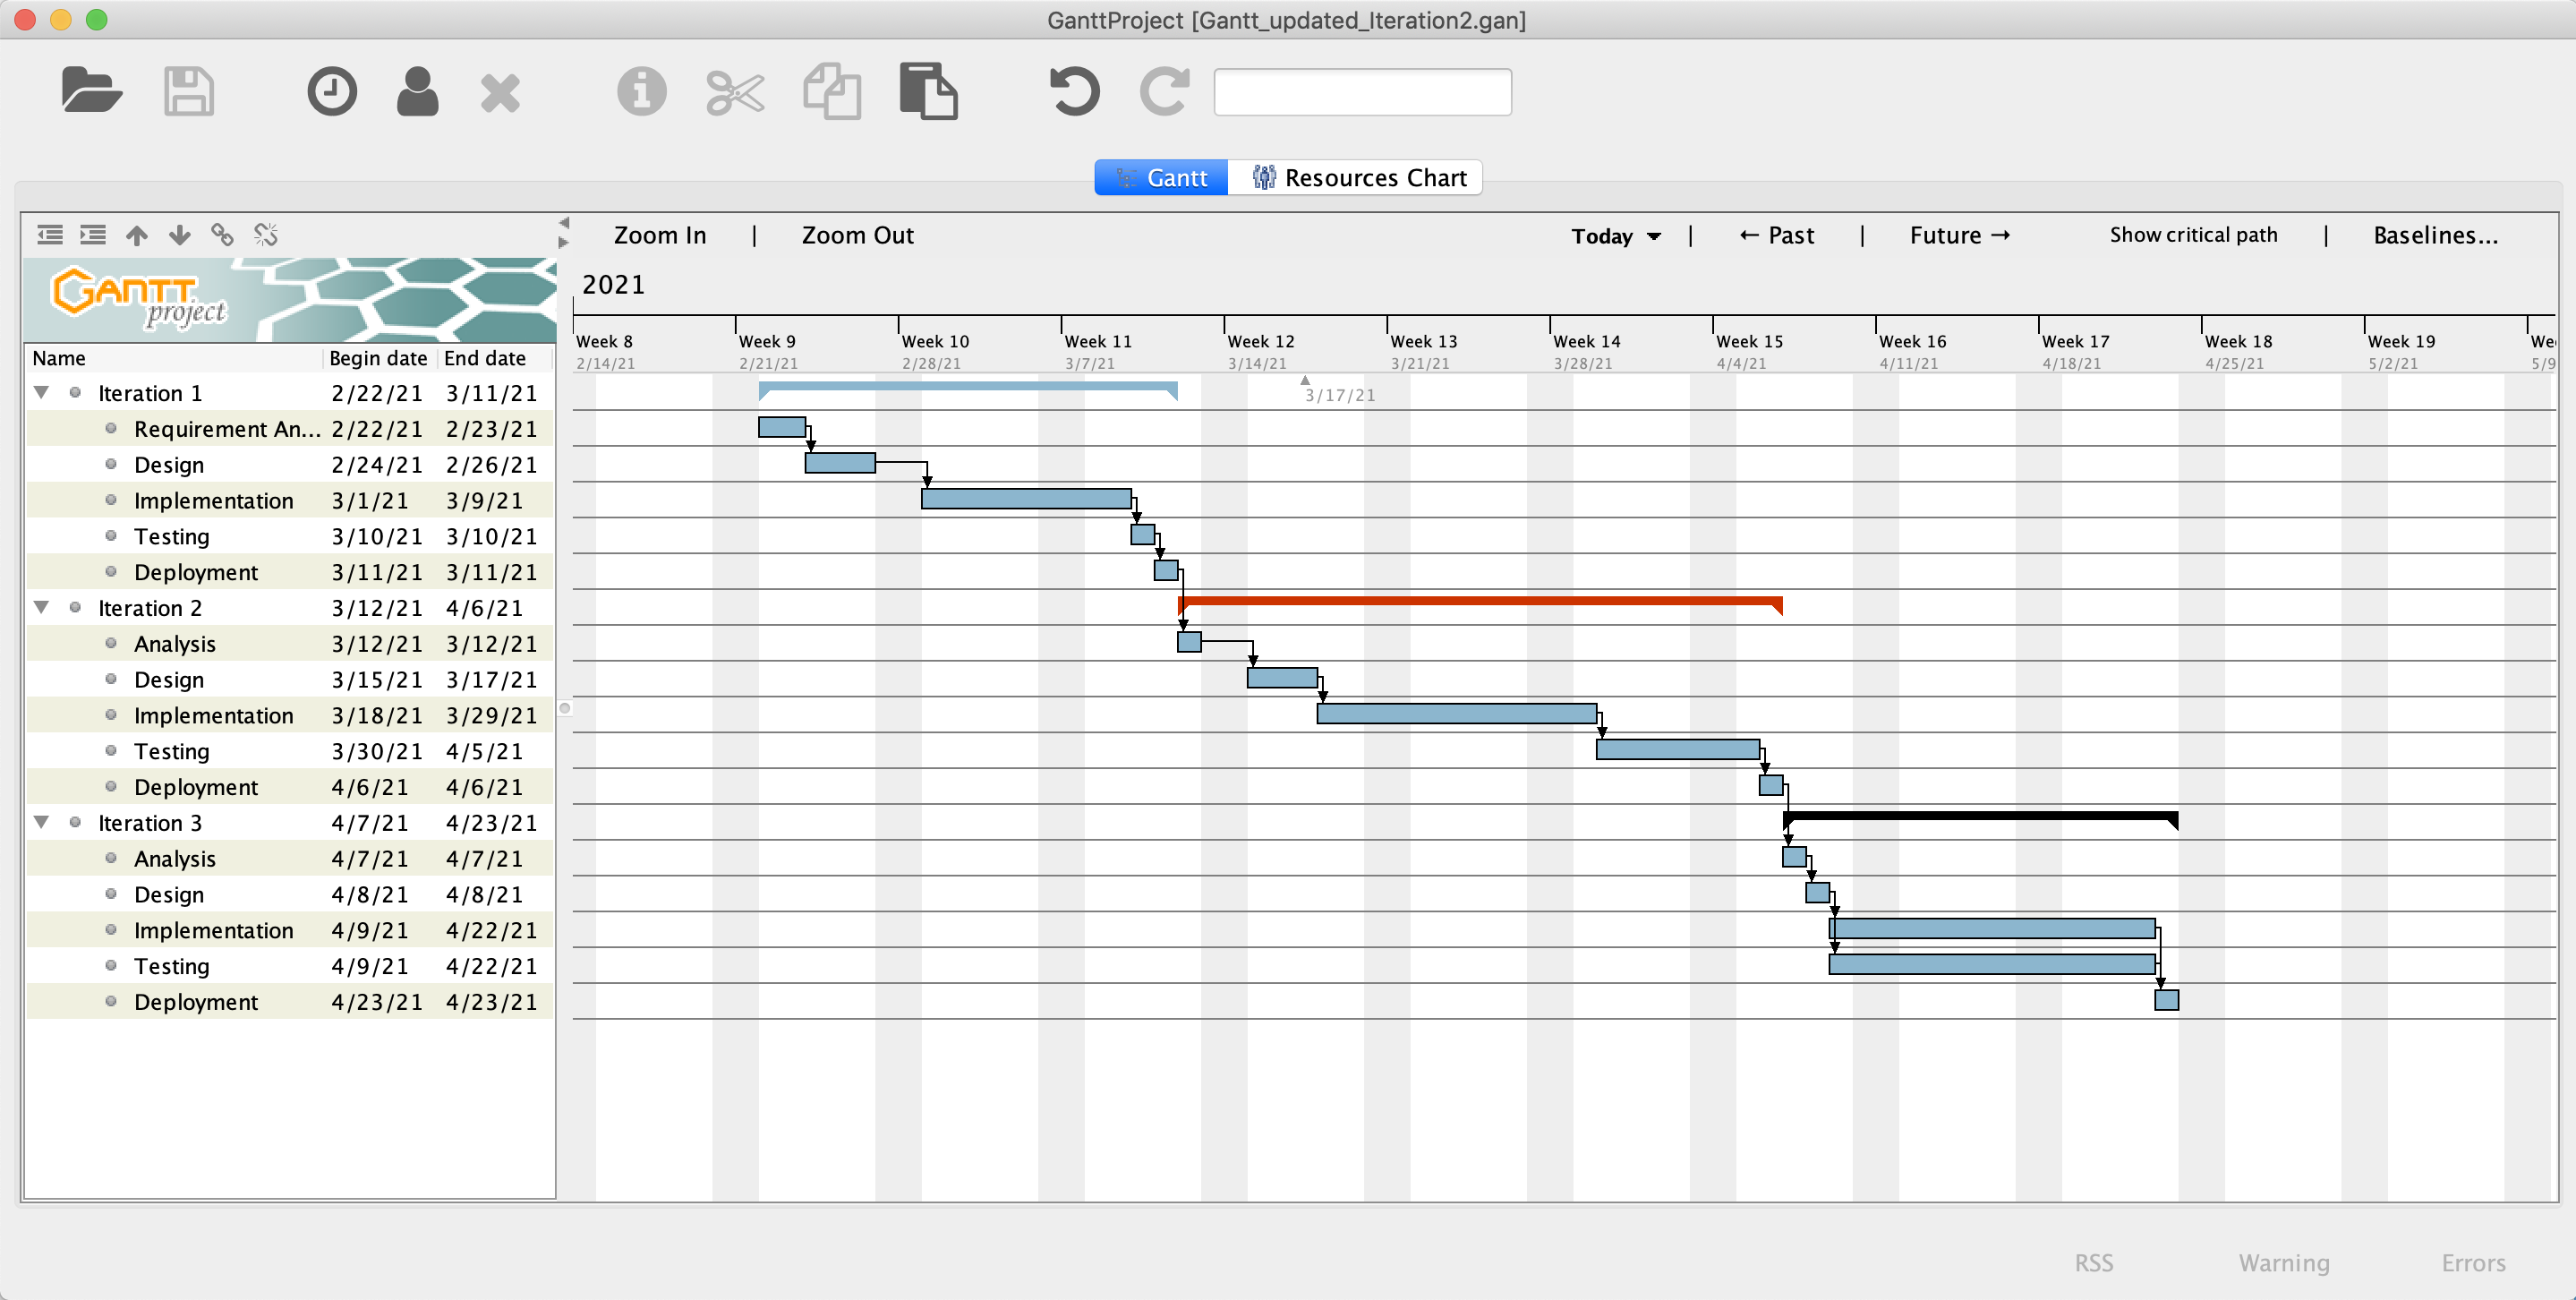 GanttProject [Gantt_updated_Iteration2.gan]
Gantt Resources Chart
Zoom In | Zoom Out Today | ← Past | Future → Show critical path | Baselines...
GANTT project
2021
Week 8 Week 9 Week 10 Week 11 Week 12 Week 13 Week 14 Week 15 Week 16 Week 17 Week 18 Week 19 We
2/14/21 2/21/21 2/28/21 3/7/21 3/14/21 3/21/21 3/28/21 4/4/21 4/11/21 4/18/21 4/25/21 5/2/21 5/9
Name Begin date End date
Iteration 1 2/22/21 3/11/21
3/17/21
Requirement An... 2/22/21 2/23/21
Design 2/24/21 2/26/21
Implementation 3/1/21 3/9/21
Testing 3/10/21 3/10/21
Deployment 3/11/21 3/11/21
Iteration 2 3/12/21 4/6/21
Analysis 3/12/21 3/12/21
Design 3/15/21 3/17/21
Implementation 3/18/21 3/29/21
Testing 3/30/21 4/5/21
Deployment 4/6/21 4/6/21
Iteration 3 4/7/21 4/23/21
Analysis 4/7/21 4/7/21
Design 4/8/21 4/8/21
Implementation 4/9/21 4/22/21
Testing 4/9/21 4/22/21
Deployment 4/23/21 4/23/21
RSS Warning Errors